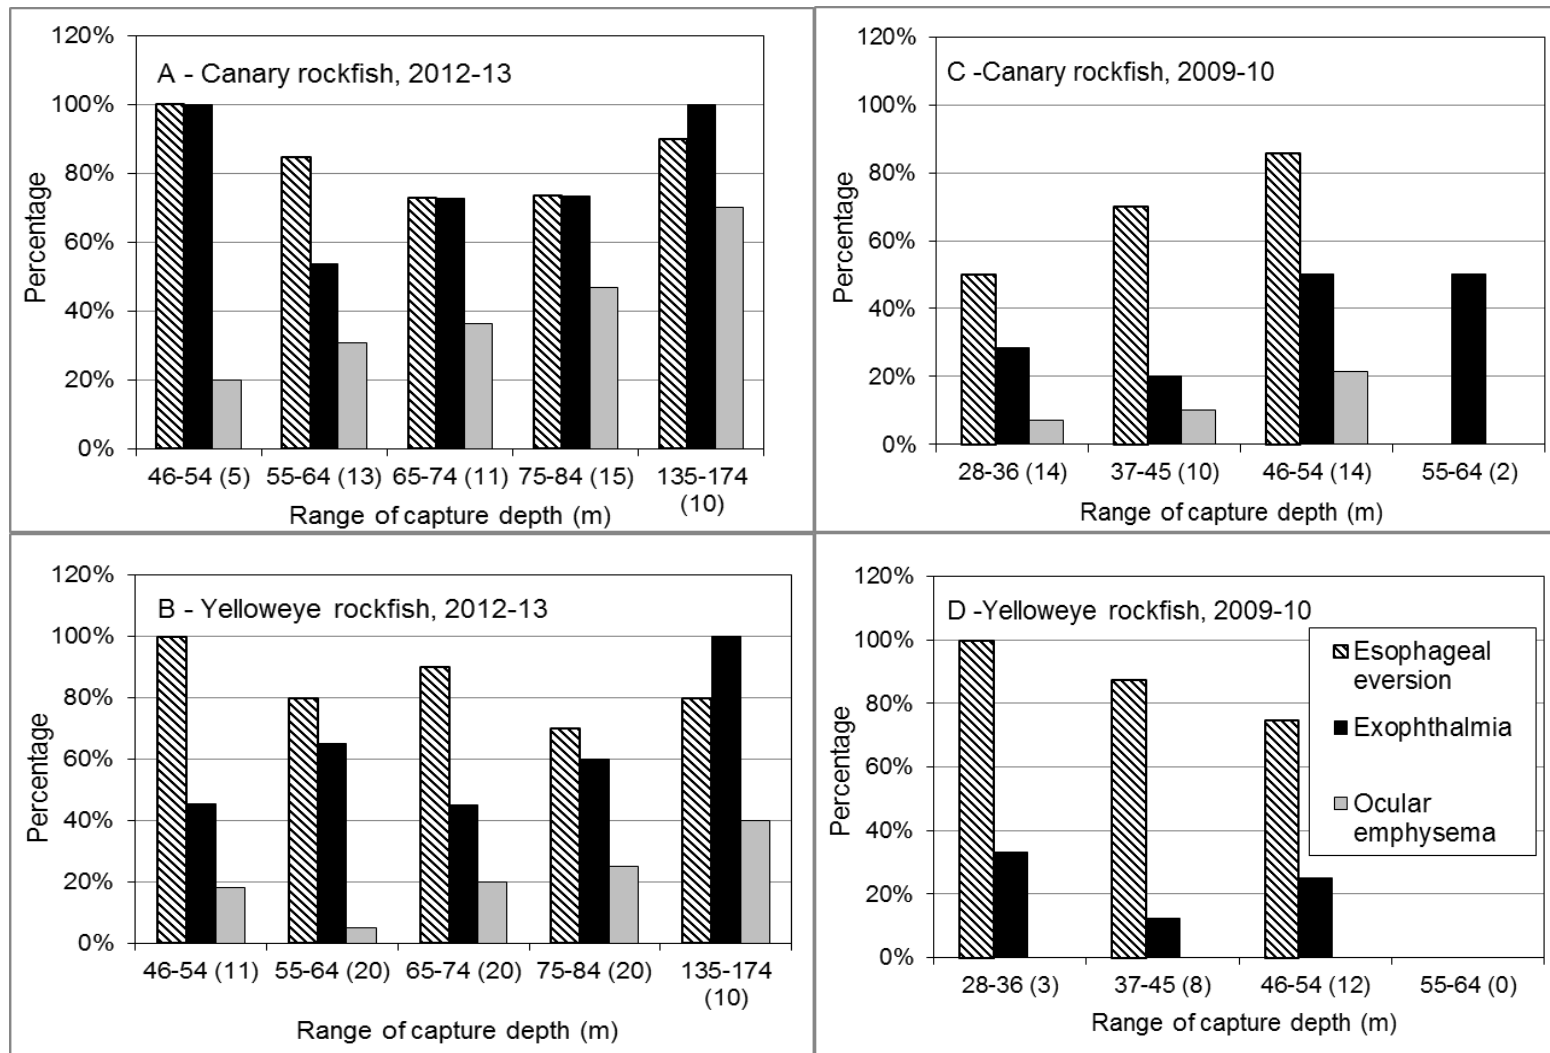 A - Canary rockfish, 2012-13
120%
100%
80%
60%
40%
20%
0%
Percentage
46-54 (5) 55-64 (13) 65-74 (11) 75-84 (15) 135-174
(10)
Range of capture depth (m)
C -Canary rockfish, 2009-10
120%
100%
80%
60%
40%
20%
0%
Percentage
28-36 (14) 37-45 (10) 46-54 (14) 55-64 (2)
Range of capture depth (m)
B - Yelloweye rockfish, 2012-13
120%
100%
80%
60%
40%
20%
0%
Percentage
46-54 (11) 55-64 (20) 65-74 (20) 75-84 (20) 135-174
(10)
Range of capture depth (m)
D -Yelloweye rockfish, 2009-10
120%
100%
80%
60%
40%
20%
0%
Percentage
Esophageal
eversion
Exophthalmia
Ocular
emphysema
28-36 (3) 37-45 (8) 46-54 (12) 55-64 (0)
Range of capture depth (m)